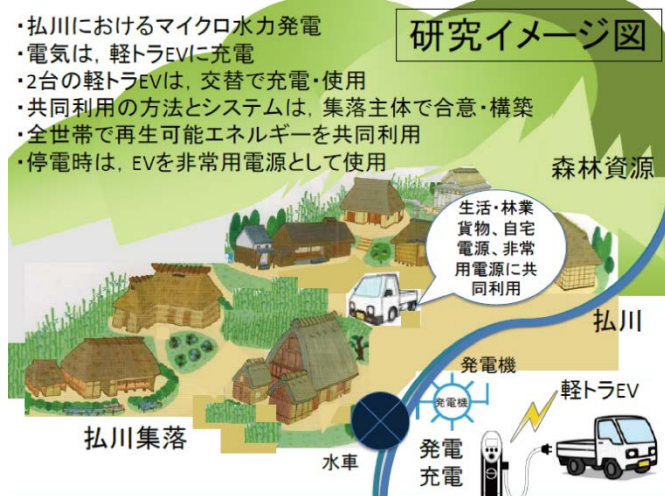 ・払川におけるマイクロ水力発電
・電気は，軽トラEVに充電
・2台の軽トラEVは，交替で充電・使用
・共同利用の方法とシステムは，集落主体で合意・構築
・全世帯で再生可能エネルギーを共同利用
・停電時は，EVを非常用電源として使用
研究イメージ図
森林資源
生活・林業
貨物、自宅
電源、非常
用電源に共
同利用
払川
発電機
発電機
軽トラEV
払川集落
水車
発電
充電